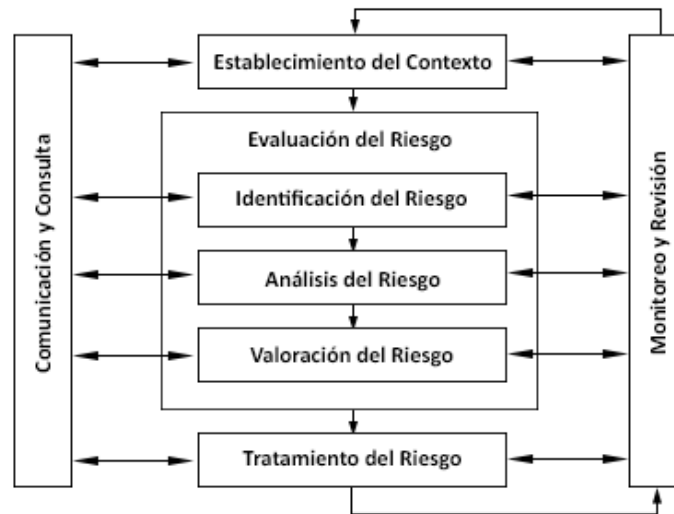 Establecimiento del Contexto
Evaluación del Riesgo
Identificación del Riesgo
Análisis del Riesgo
Valoración del Riesgo
Tratamiento del Riesgo
Comunicación y Consulta
Monitoreo y Revisión